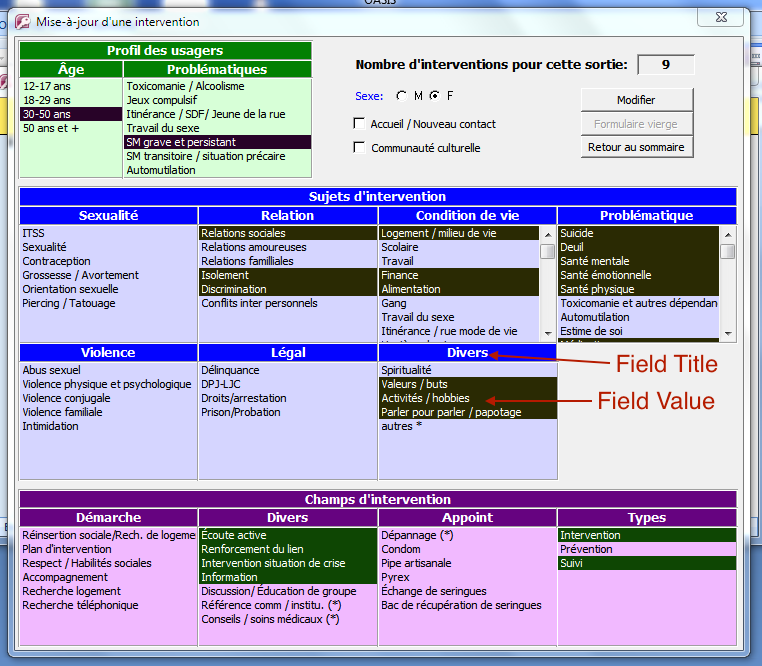 OASIS
Mise-à-jour d'une intervention
Profil des usagers
Âge
Problématiques
12-17 ans
18-29 ans
30-50 ans
50 ans et +
Toxicomanie / Alcoolisme
Jeux compulsif
Itinérance / SDF/ Jeune de la rue
Travail du sexe
SM grave et persistant
SM transitoire / situation précaire
Automutilation
Nombre d'interventions pour cette sortie: 9
Sexe: M F
Accueil / Nouveau contact
Communauté culturelle
Modifier
Formulaire vierge
Retour au sommaire
Sujets d'intervention
Sexualité
ITSS
Sexualité
Contraception
Grossesse / Avortement
Orientation sexuelle
Piercing / Tatouage
Relation
Relations sociales
Relations amoureuses
Relations familliales
Isolement
Discrimination
Conflits inter personnels
Condition de vie
Logement / milieu de vie
Scolaire
Travail
Finance
Alimentation
Gang
Travail du sexe
Itinérance / rue mode de vie
Problématique
Suicide
Deuil
Santé mentale
Santé émotionnelle
Santé physique
Toxicomanie et autres dépendan
Automutilation
Estime de soi
Violence
Abus sexuel
Violence physique et psychologique
Violence conjugale
Violence familiale
Intimidation
Légal
Délinquance
DPJ-LJC
Droits/arrestation
Prison/Probation
Divers
Spiritualité
Valeurs / buts
Activités / hobbies
Parler pour parler / papotage
autres *
Field Title
Field Value
Champs d'intervention
Démarche
Réinsertion sociale/Rech. de logeme
Plan d'intervention
Respect / Habilités sociales
Accompagnement
Recherche logement
Recherche téléphonique
Divers
Écoute active
Renforcement du lien
Intervention situation de crise
Information
Discussion/ Éducation de groupe
Référence comm / institu. (*)
Conseils / soins médicaux (*)
Appoint
Dépannage (*)
Condom
Pipe artisanale
Pyrex
Échange de seringues
Bac de récupération de seringues
Types
Intervention
Prévention
Suivi